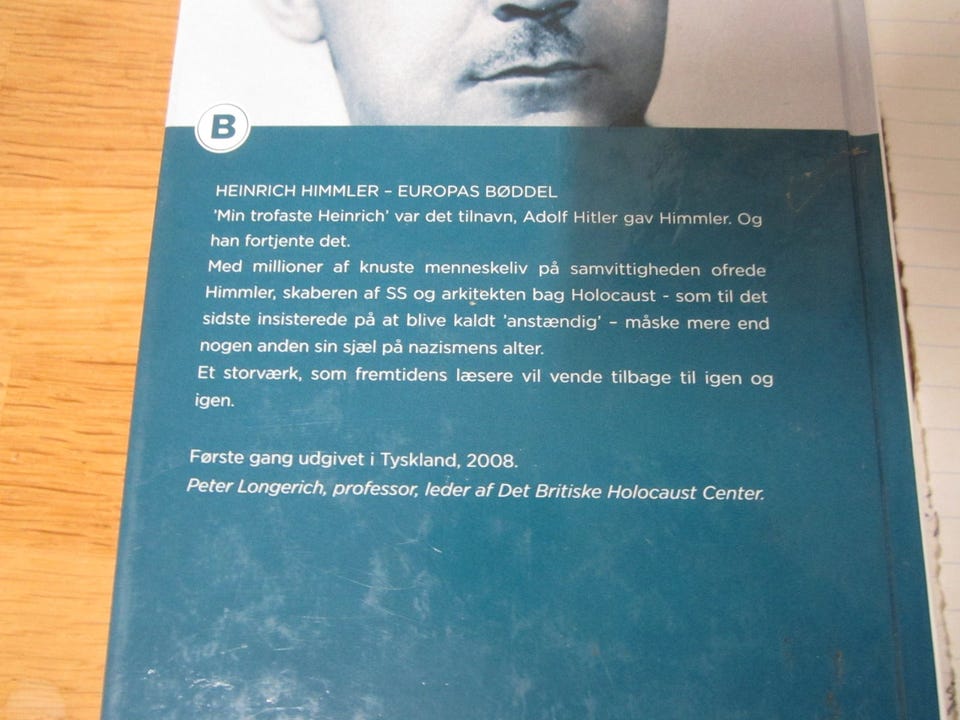 B
HEINRICH HIMMLER – EUROPAS BØDDEL
’Min trofaste Heinrich’ var det tilnavn, Adolf Hitler gav Himmler. Og
han fortjente det.
Med millioner af knuste menneskeliv på samvittigheden ofrede
Himmler, skaberen af SS og arkitekten bag Holocaust - som til det
sidste insisterede på at blive kaldt ’anstændig’ – måske mere end
nogen anden sin sjæl på nazismens alter.
Et storværk, som fremtidens læsere vil vende tilbage til igen og
igen.
Første gang udgivet i Tyskland, 2008.
Peter Longerich, professor, leder af Det Britiske Holocaust Center.